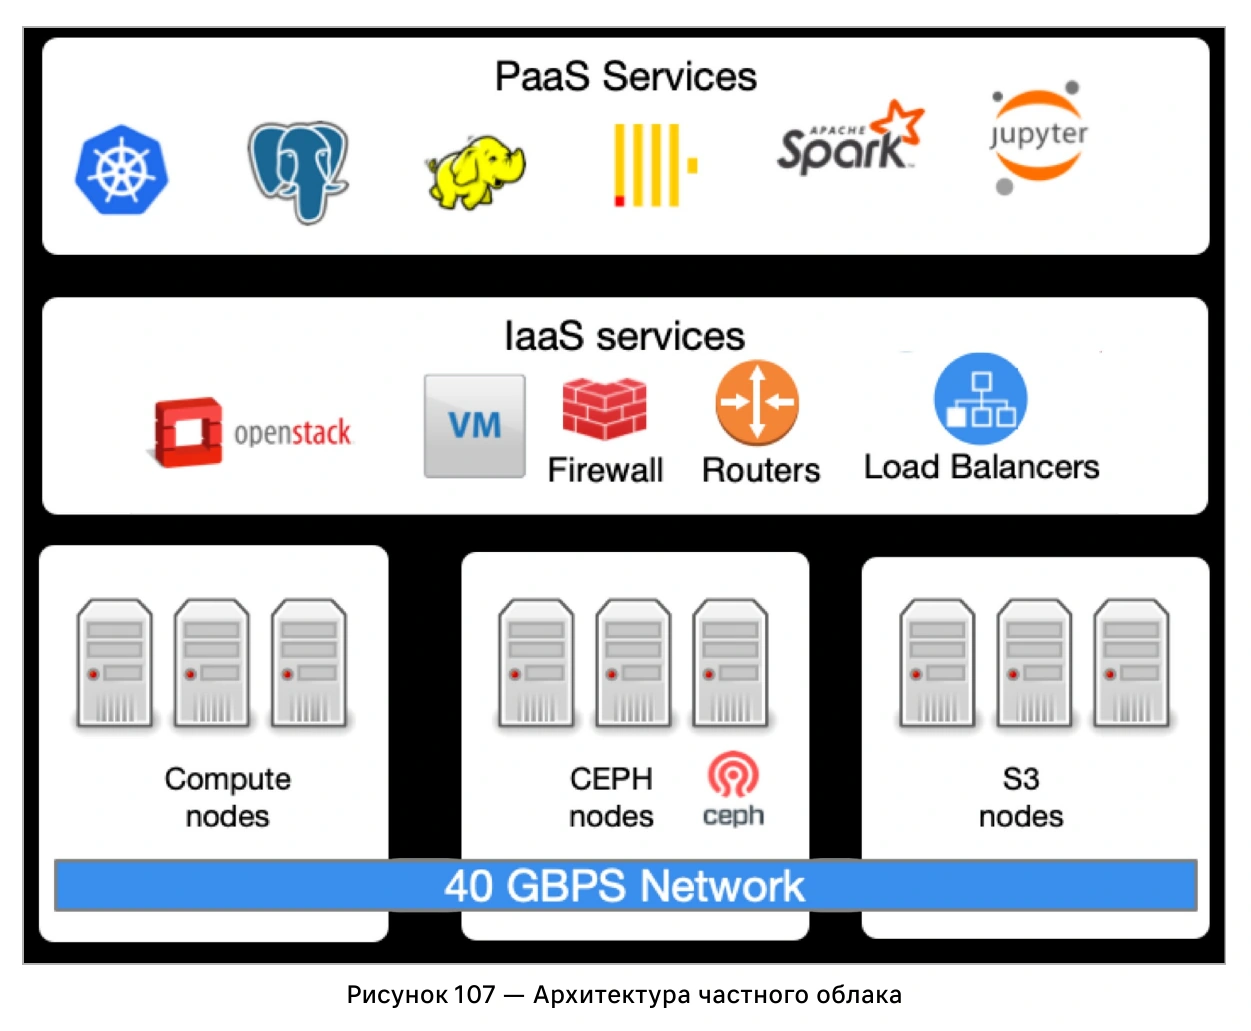 PaaS Services
APACHE
Spark
jupyter
IaaS services
openstack
VM
Firewall
Routers
Load Balancers
Compute
nodes
CEPH
nodes
ceph
S3
nodes
40 GBPS Network
Рисунок 107 — Архитектура частного облака